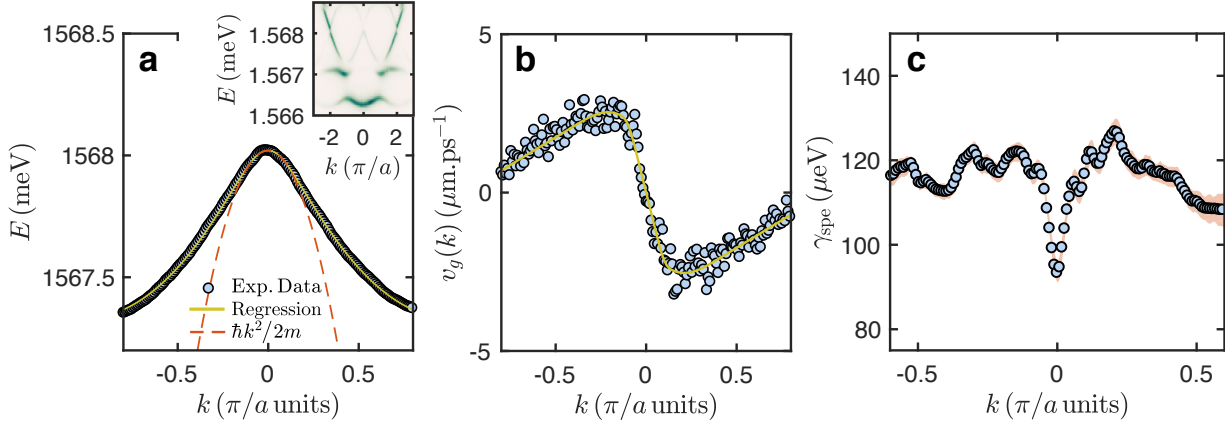 a
E (meV)
1568.5
1568
1567.5
-0.5
0
0.5
k (π/a units)
Exp. Data
Regression
ħk²/2m
E (meV)
1.568
1.567
1.566
-2
0
2
k (π/a)
b
v_g(k) (μm.ps⁻¹)
5
0
-5
-0.5
0
0.5
k (π/a units)
c
γ_spe (μeV)
140
120
100
80
-0.5
0
0.5
k (π/a units)